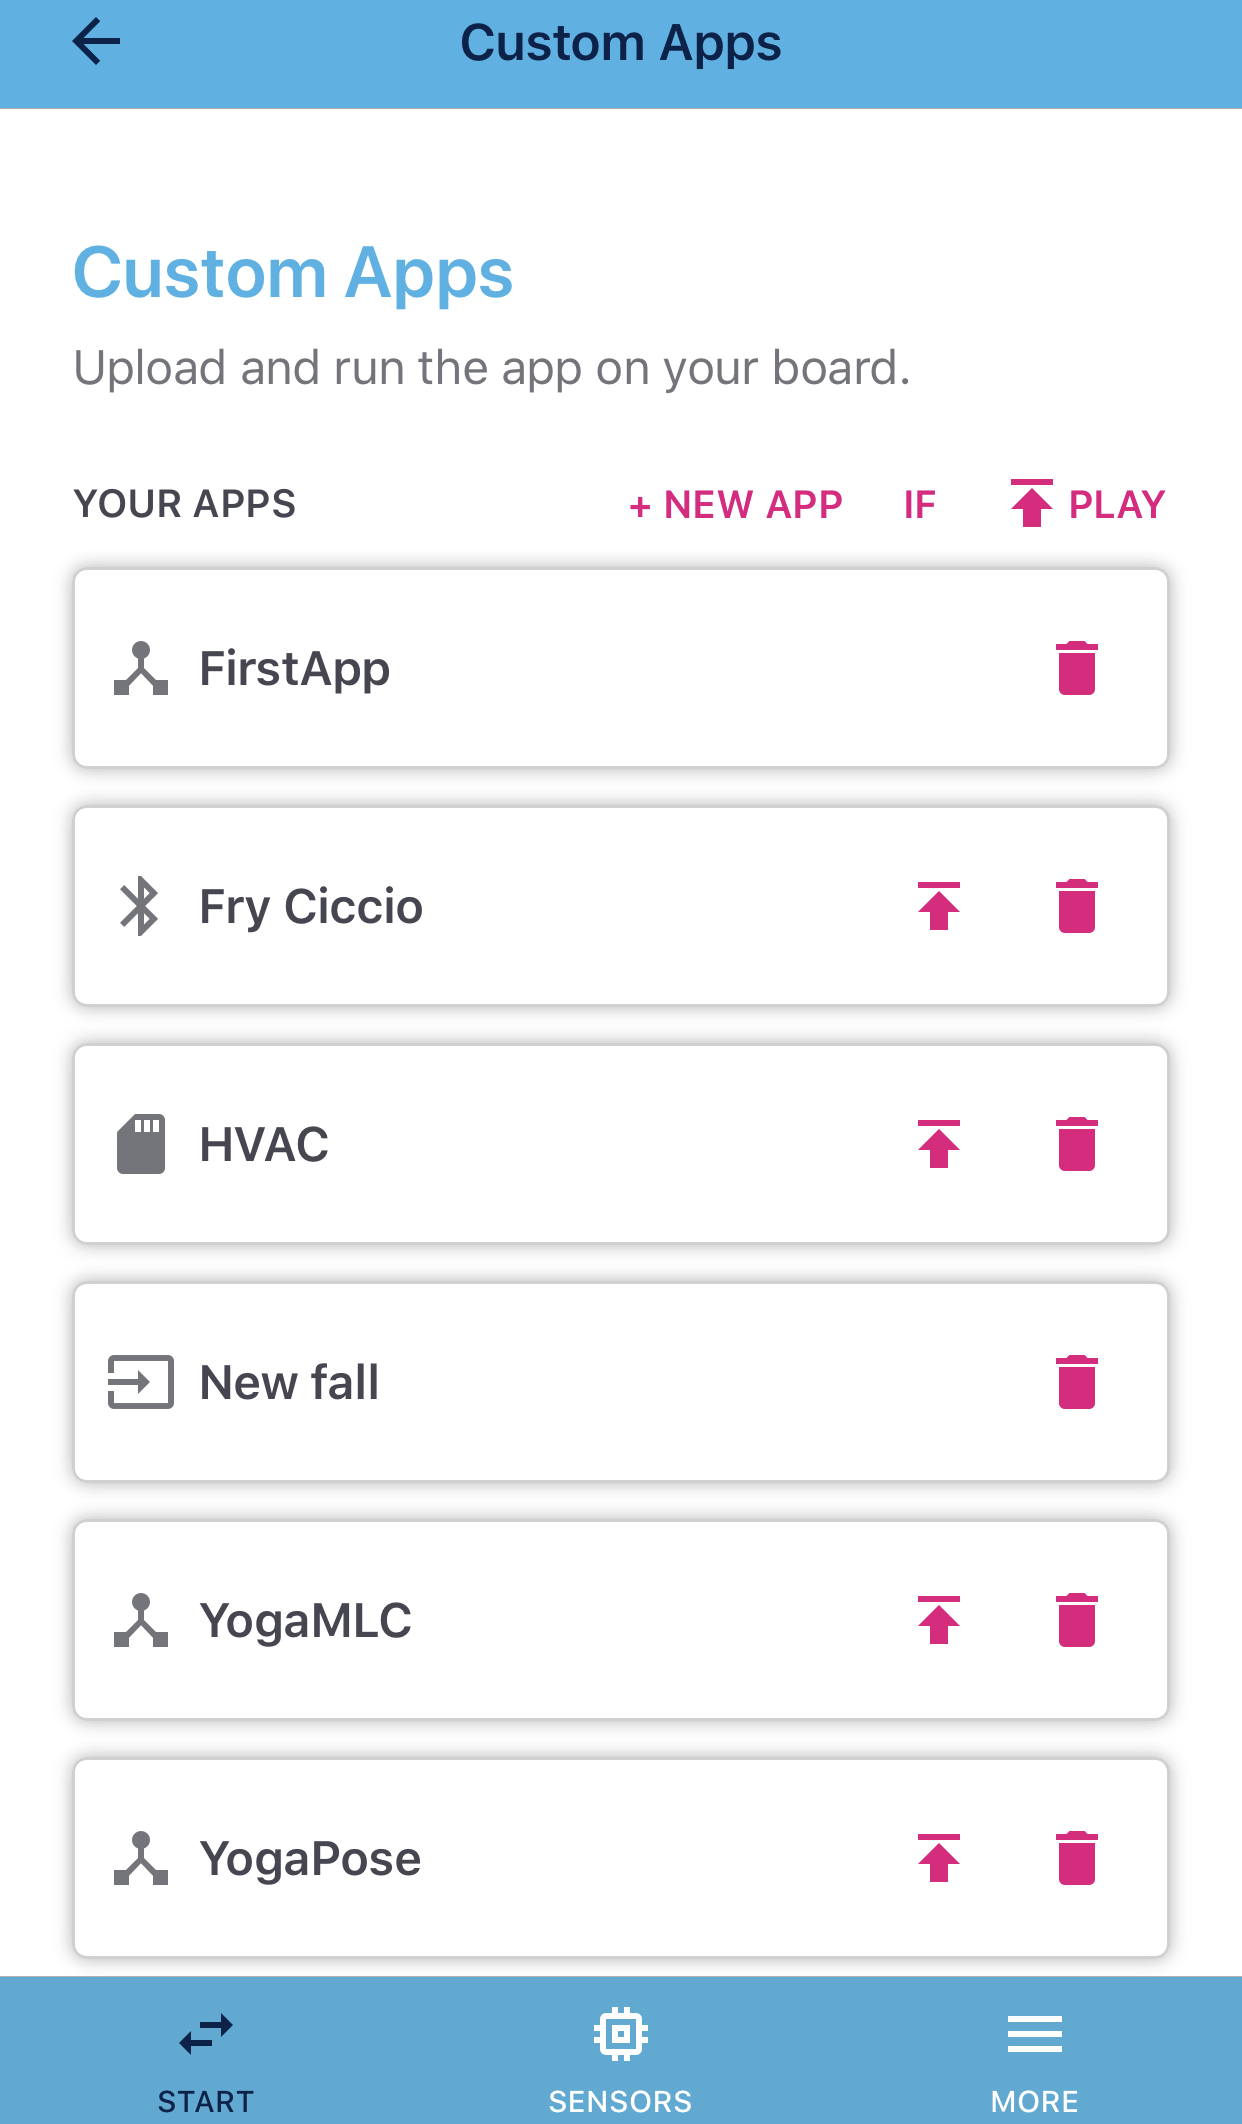 Custom Apps
Custom Apps
Upload and run the app on your board.
YOUR APPS + NEW APP IF PLAY
FirstApp
Fry Ciccio
HVAC
New fall
YogaMLC
YogaPose
START SENSORS MORE